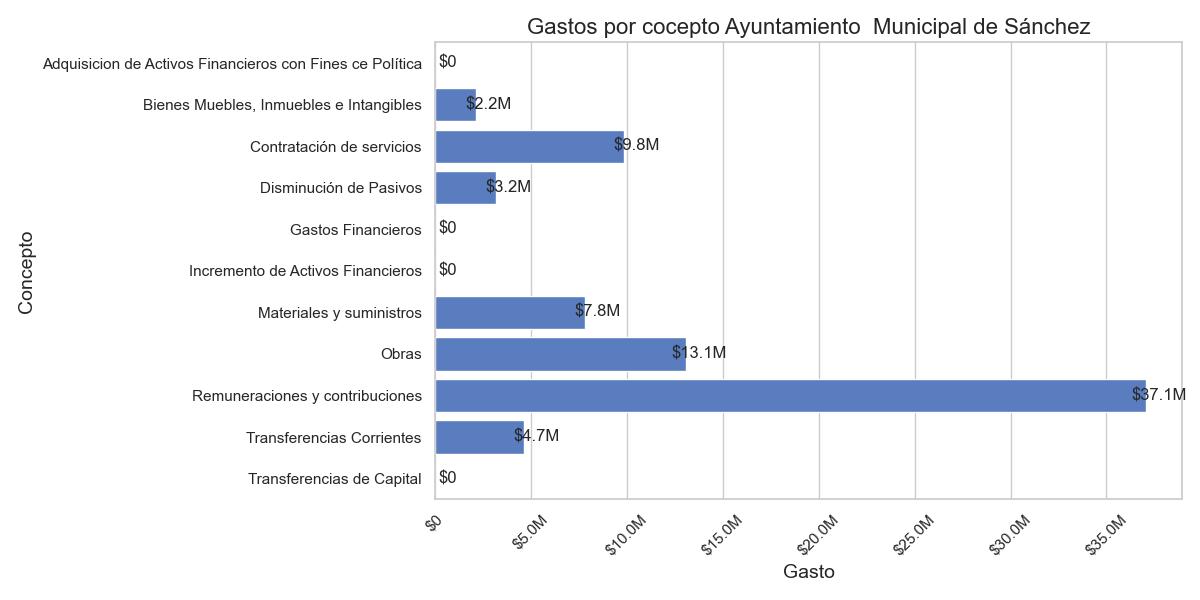 Gastos por cocepto Ayuntamiento  Municipal de Sánchez
Concepto
Adquisicion de Activos Financieros con Fines ce Política $0
Bienes Muebles, Inmuebles e Intangibles $2.2M
Contratación de servicios $9.8M
Disminución de Pasivos $3.2M
Gastos Financieros $0
Incremento de Activos Financieros $0
Materiales y suministros $7.8M
Obras $13.1M
Remuneraciones y contribuciones $37.1M
Transferencias Corrientes $4.7M
Transferencias de Capital $0
$0 $5.0M $10.0M $15.0M $20.0M $25.0M $30.0M $35.0M
Gasto